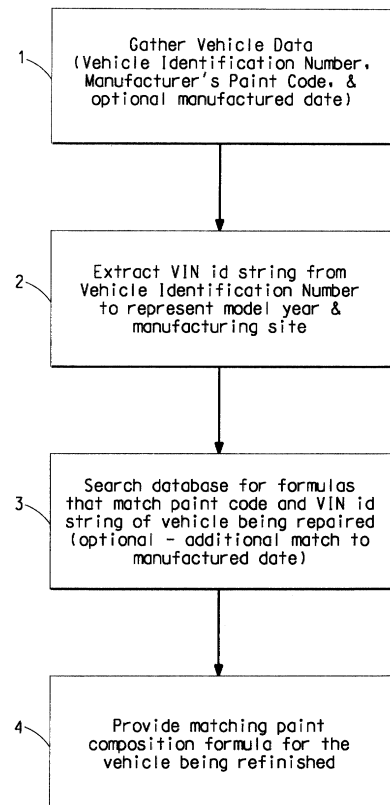 Gather Vehicle Data
(Vehicle Identification Number,
1
Manufacturer's Paint Code, &
optional manufactured date)
Extract VIN id string from
2
Vehicle Identification Number
to represent model year &
manufacturing site
Search database for formulas
that match paint code and VIN id
3
string of vehicle being repaired
(optional - additional match to
manufactured date)
4
Provide matching paint
composition formula for the
vehicle being refinished